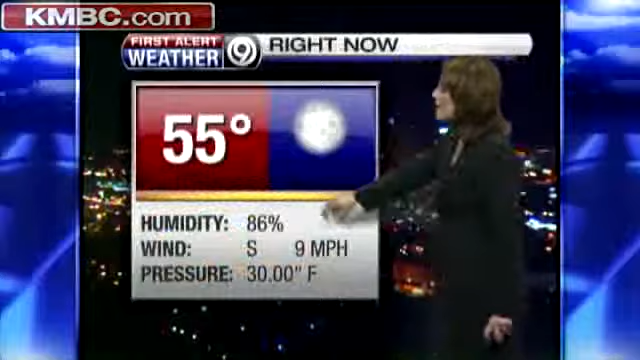 KMBC.com
FIRST ALERT
WEATHER 9
RIGHT NOW
55°
HUMIDITY: 86%
WIND: S 9 MPH
PRESSURE: 30.00" F